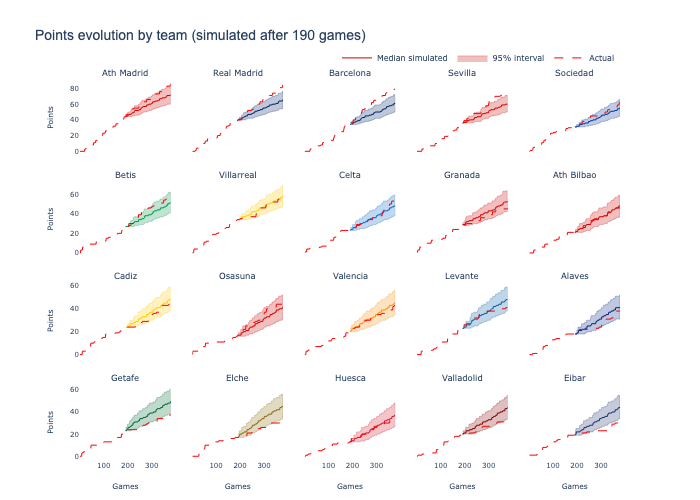 Points evolution by team (simulated after 190 games)
Median simulated 95% interval Actual
Ath Madrid Real Madrid Barcelona Sevilla Sociedad
80
60
40
20
0
Points
Betis Villarreal Celta Granada Ath Bilbao
60
40
20
0
Points
Cadiz Osasuna Valencia Levante Alaves
60
40
20
0
Points
Getafe Elche Huesca Valladolid Eibar
60
40
20
0
Points
100 200 300 100 200 300 100 200 300 100 200 300 100 200 300
Games Games Games Games Games